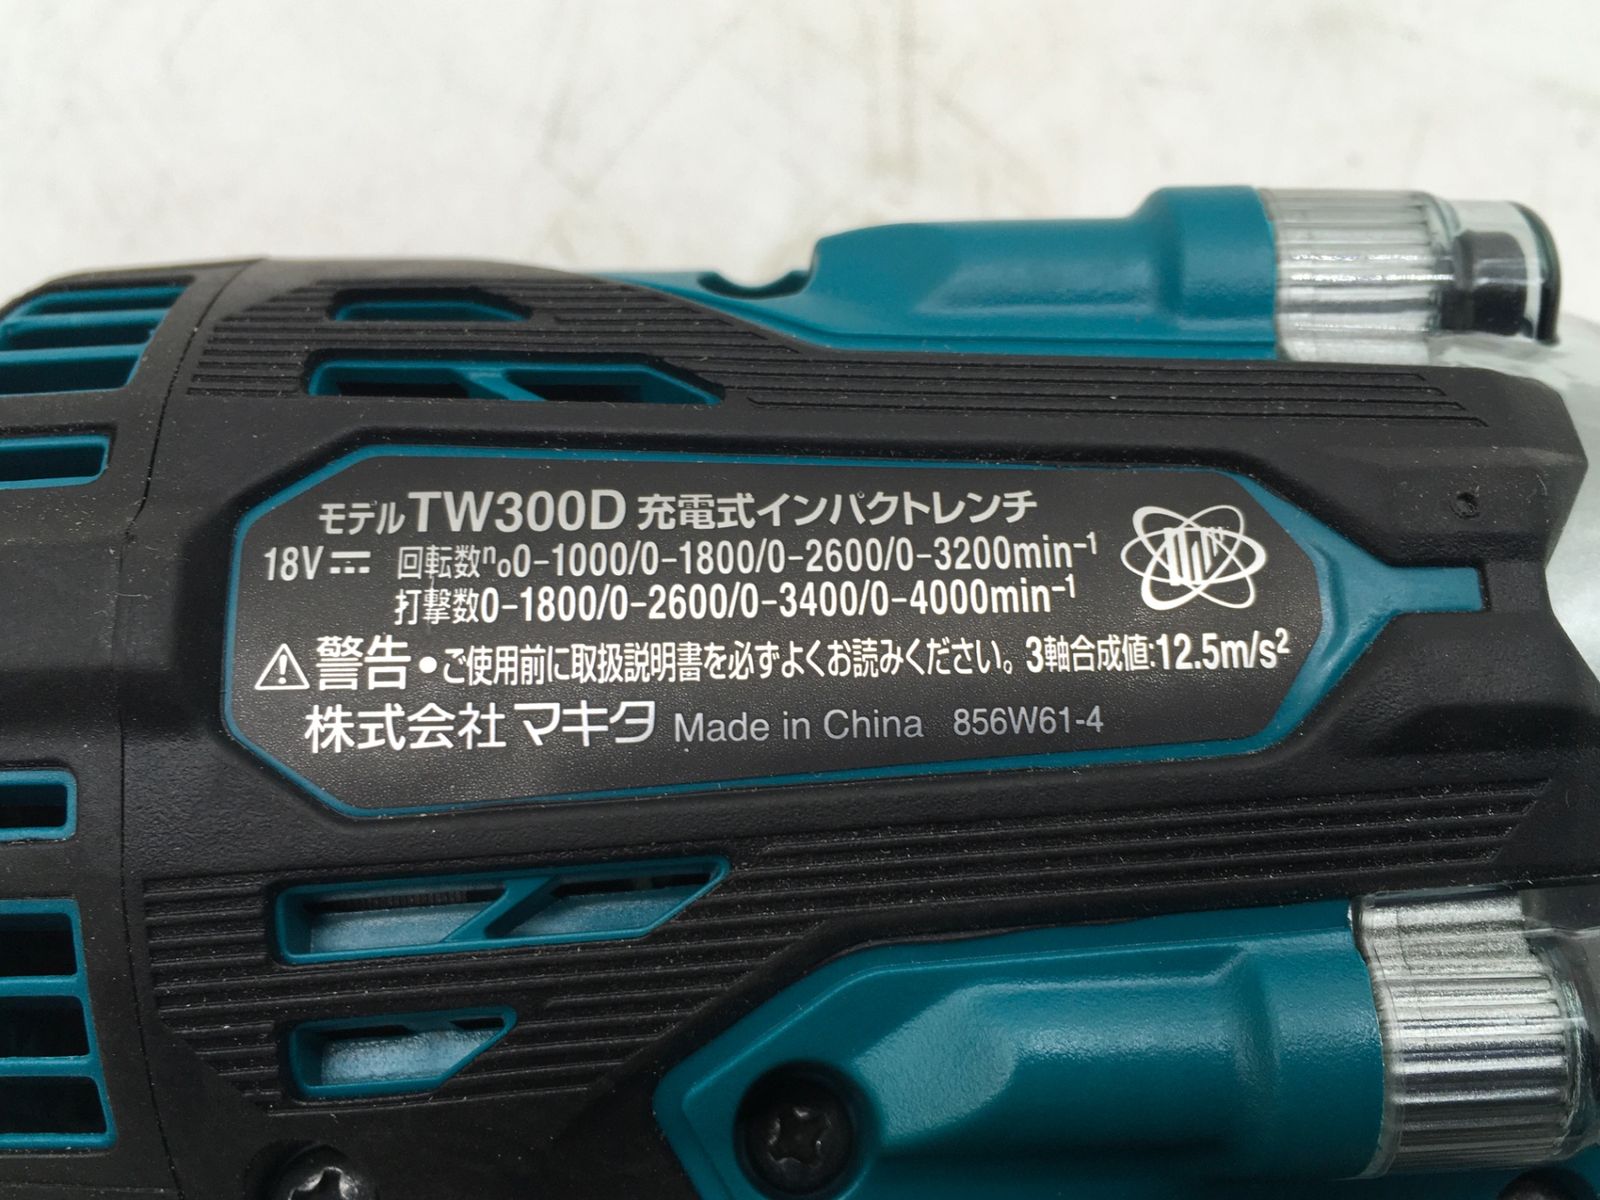 モデル TW300D 充電式インパクトレンチ
18V⎓ 回転数n₀0-1000/0-1800/0-2600/0-3200min⁻¹
打撃数0-1800/0-2600/0-3400/0-4000min⁻¹
⚠警告 ●ご使用前に取扱説明書を必ずよくお読みください。3軸合成値:12.5m/s²
株式会社マキタ Made in China 856W61-4